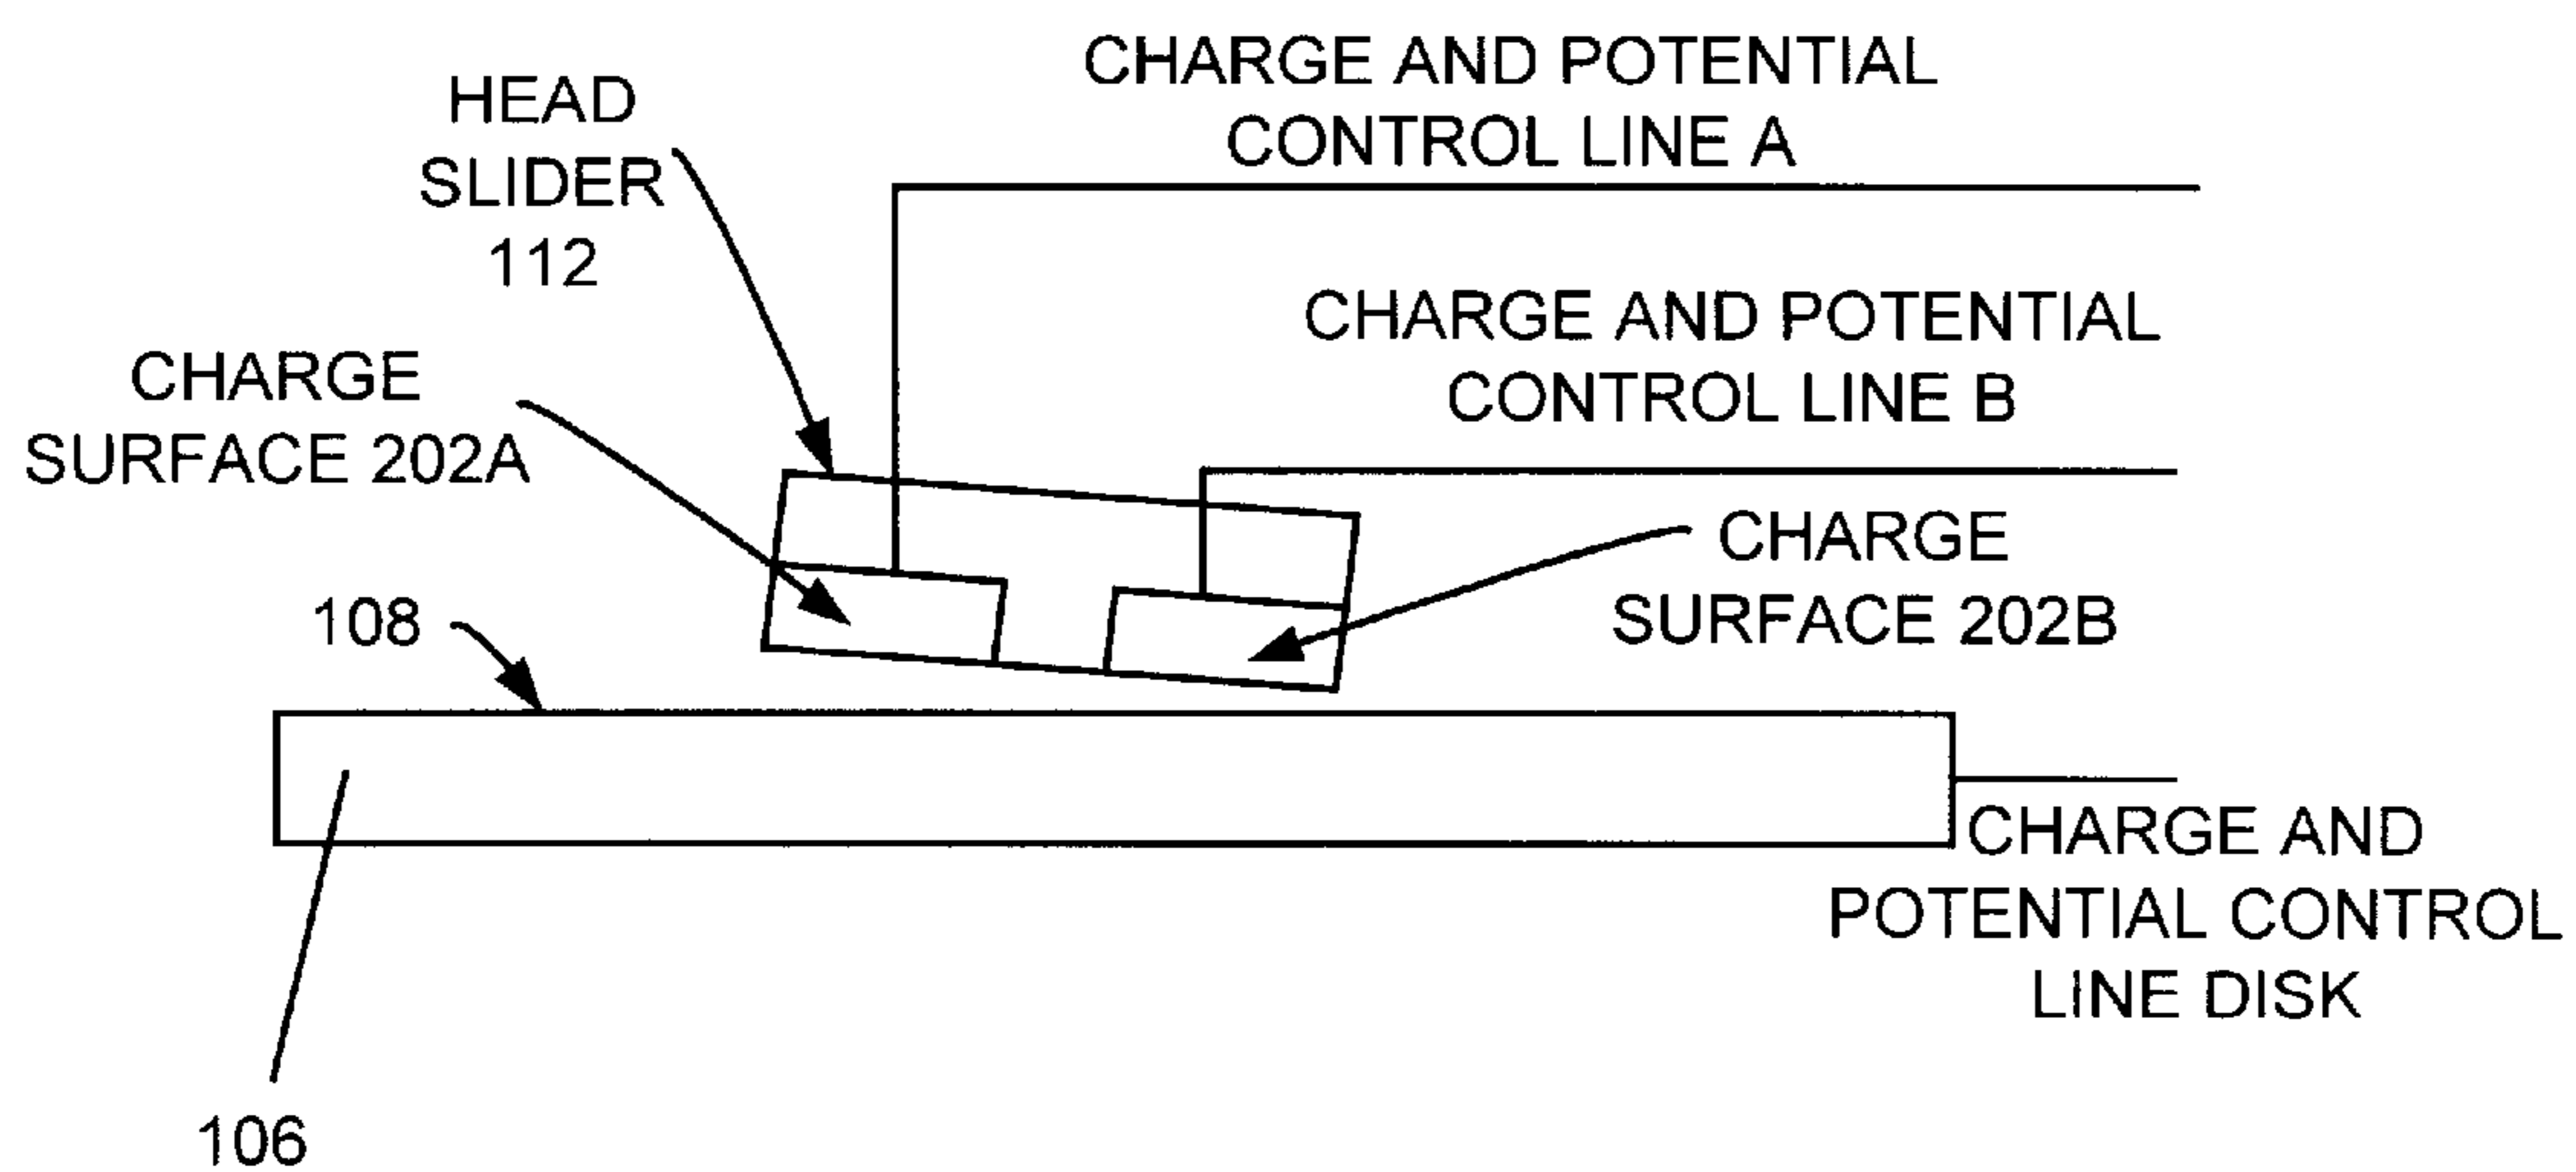 CHARGE AND POTENTIAL
CONTROL LINE A
HEAD
SLIDER
112
CHARGE AND POTENTIAL
CONTROL LINE B
CHARGE
SURFACE 202A
CHARGE
SURFACE 202B
108
CHARGE AND
POTENTIAL CONTROL
LINE DISK
106